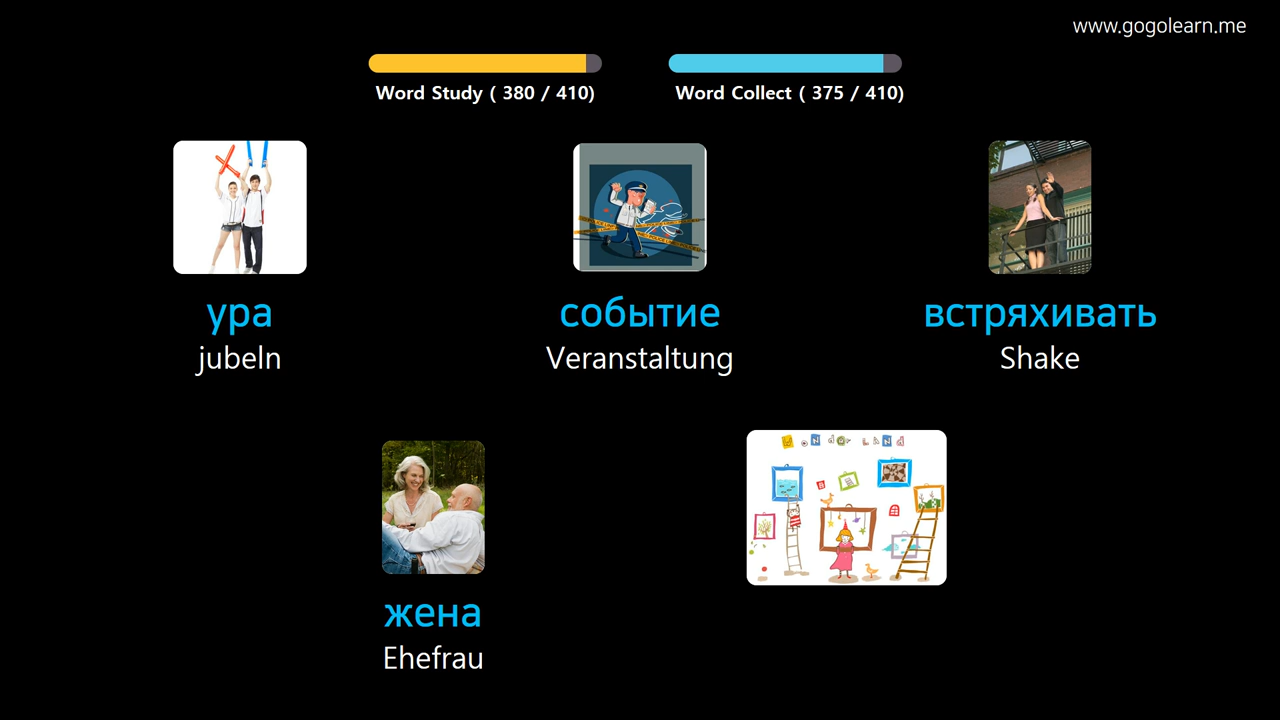 www.gogolearn.me
Word Study ( 380 / 410)
Word Collect ( 375 / 410)
ура
jubeln
событие
Veranstaltung
встряхивать
Shake
жена
Ehefrau